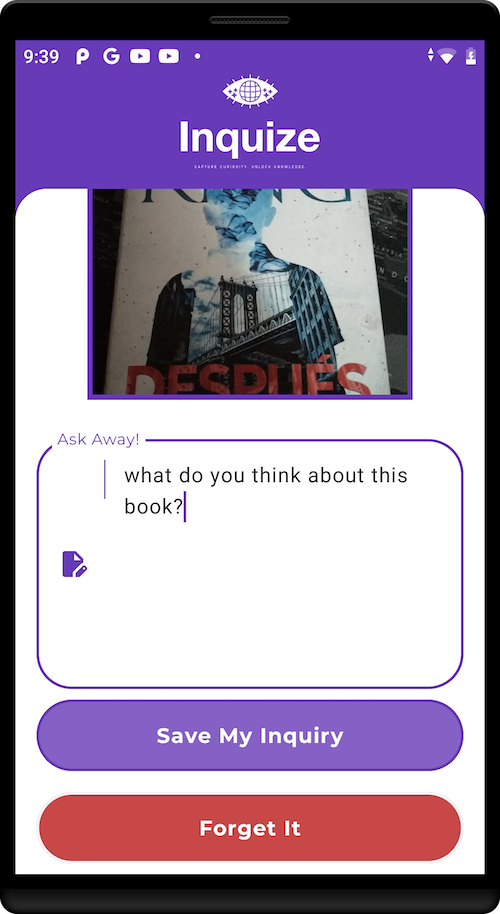 9:39
Inquize
CAPTURE CURIOSITY. UNLOCK KNOWLEDGE.
KING
DESPUÉS
Ask Away!
what do you think about this
book?
Save My Inquiry
Forget It